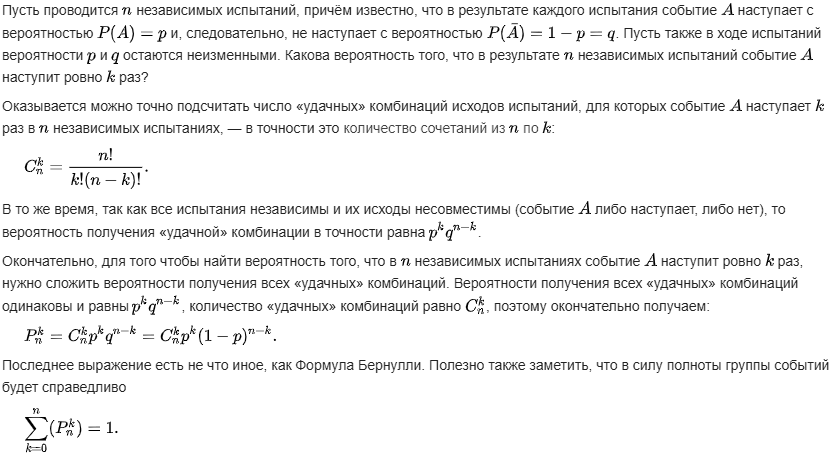 Пусть проводится n независимых испытаний, причём известно, что в результате каждого испытания событие A наступает с
вероятностью P(A) = p и, следовательно, не наступает с вероятностью P(Ā) = 1 − p = q. Пусть также в ходе испытаний
вероятности p и q остаются неизменными. Какова вероятность того, что в результате n независимых испытаний событие A
наступит ровно k раз?
Оказывается можно точно подсчитать число «удачных» комбинаций исходов испытаний, для которых событие A наступает k
раз в n независимых испытаниях, — в точности это количество сочетаний из n по k:
C_n^k = \frac{n!}{k!(n − k)!}.
В то же время, так как все испытания независимы и их исходы несовместимы (событие A либо наступает, либо нет), то
вероятность получения «удачной» комбинации в точности равна p^k q^{n−k}.
Окончательно, для того чтобы найти вероятность того, что в n независимых испытаниях событие A наступит ровно k раз,
нужно сложить вероятности получения всех «удачных» комбинаций. Вероятности получения всех «удачных» комбинаций
одинаковы и равны p^k q^{n−k}, количество «удачных» комбинаций равно C_n^k, поэтому окончательно получаем:
P_n^k = C_n^k p^k q^{n−k} = C_n^k p^k (1 − p)^{n−k}.
Последнее выражение есть не что иное, как Формула Бернулли. Полезно также заметить, что в силу полноты группы событий
будет справедливо
\sum_{k=0}^{n} (P_n^k) = 1.